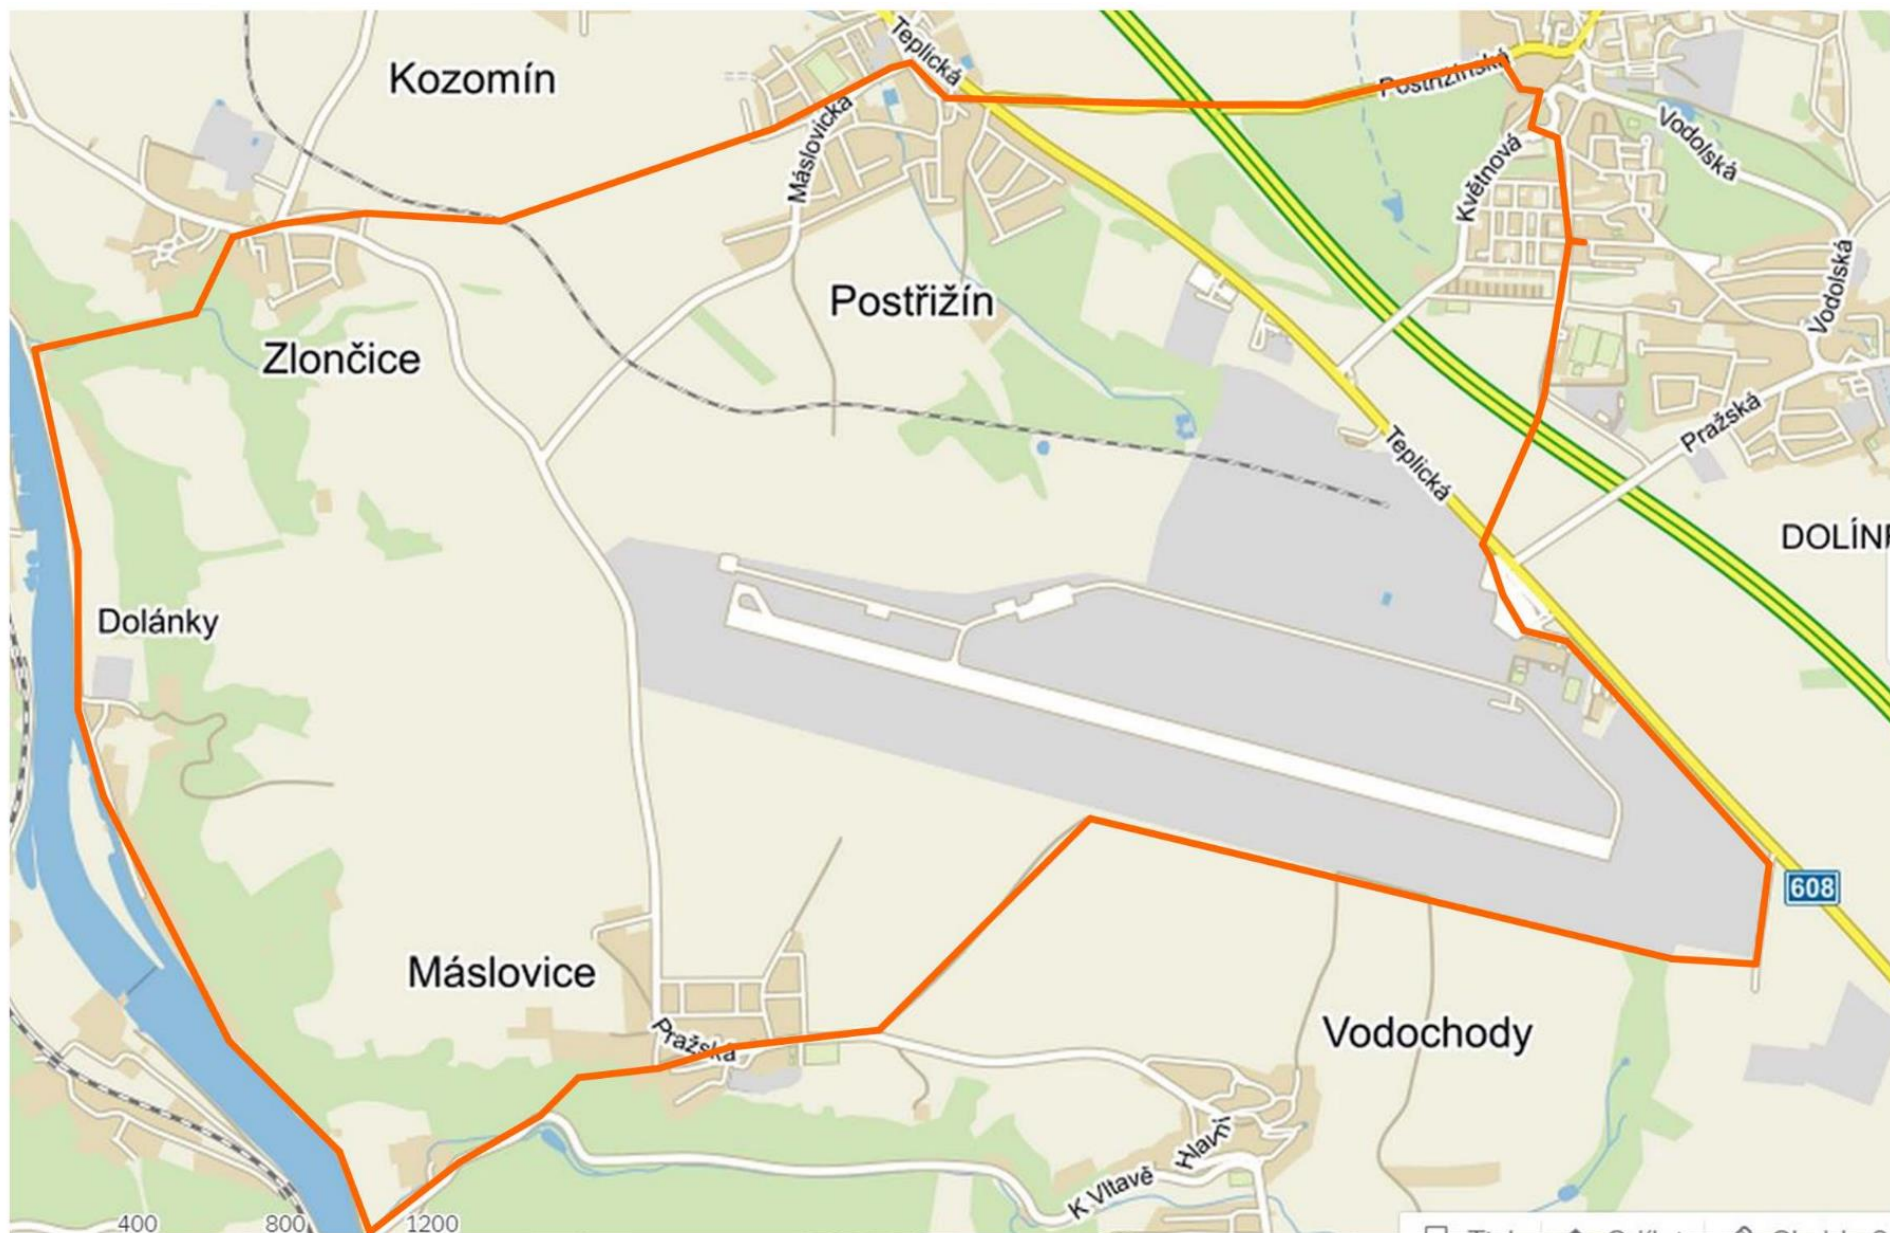 Teplická
Kozomín
Postřižínská
Máslovická
Vodolská
Květnová
Postřižín
Vodolská
Zlončice
Pražská
Teplická
DOLÍN
Dolánky
608
Máslovice
Pražská
Vodochody
Hlavní
K Vltavě
400 800 1200